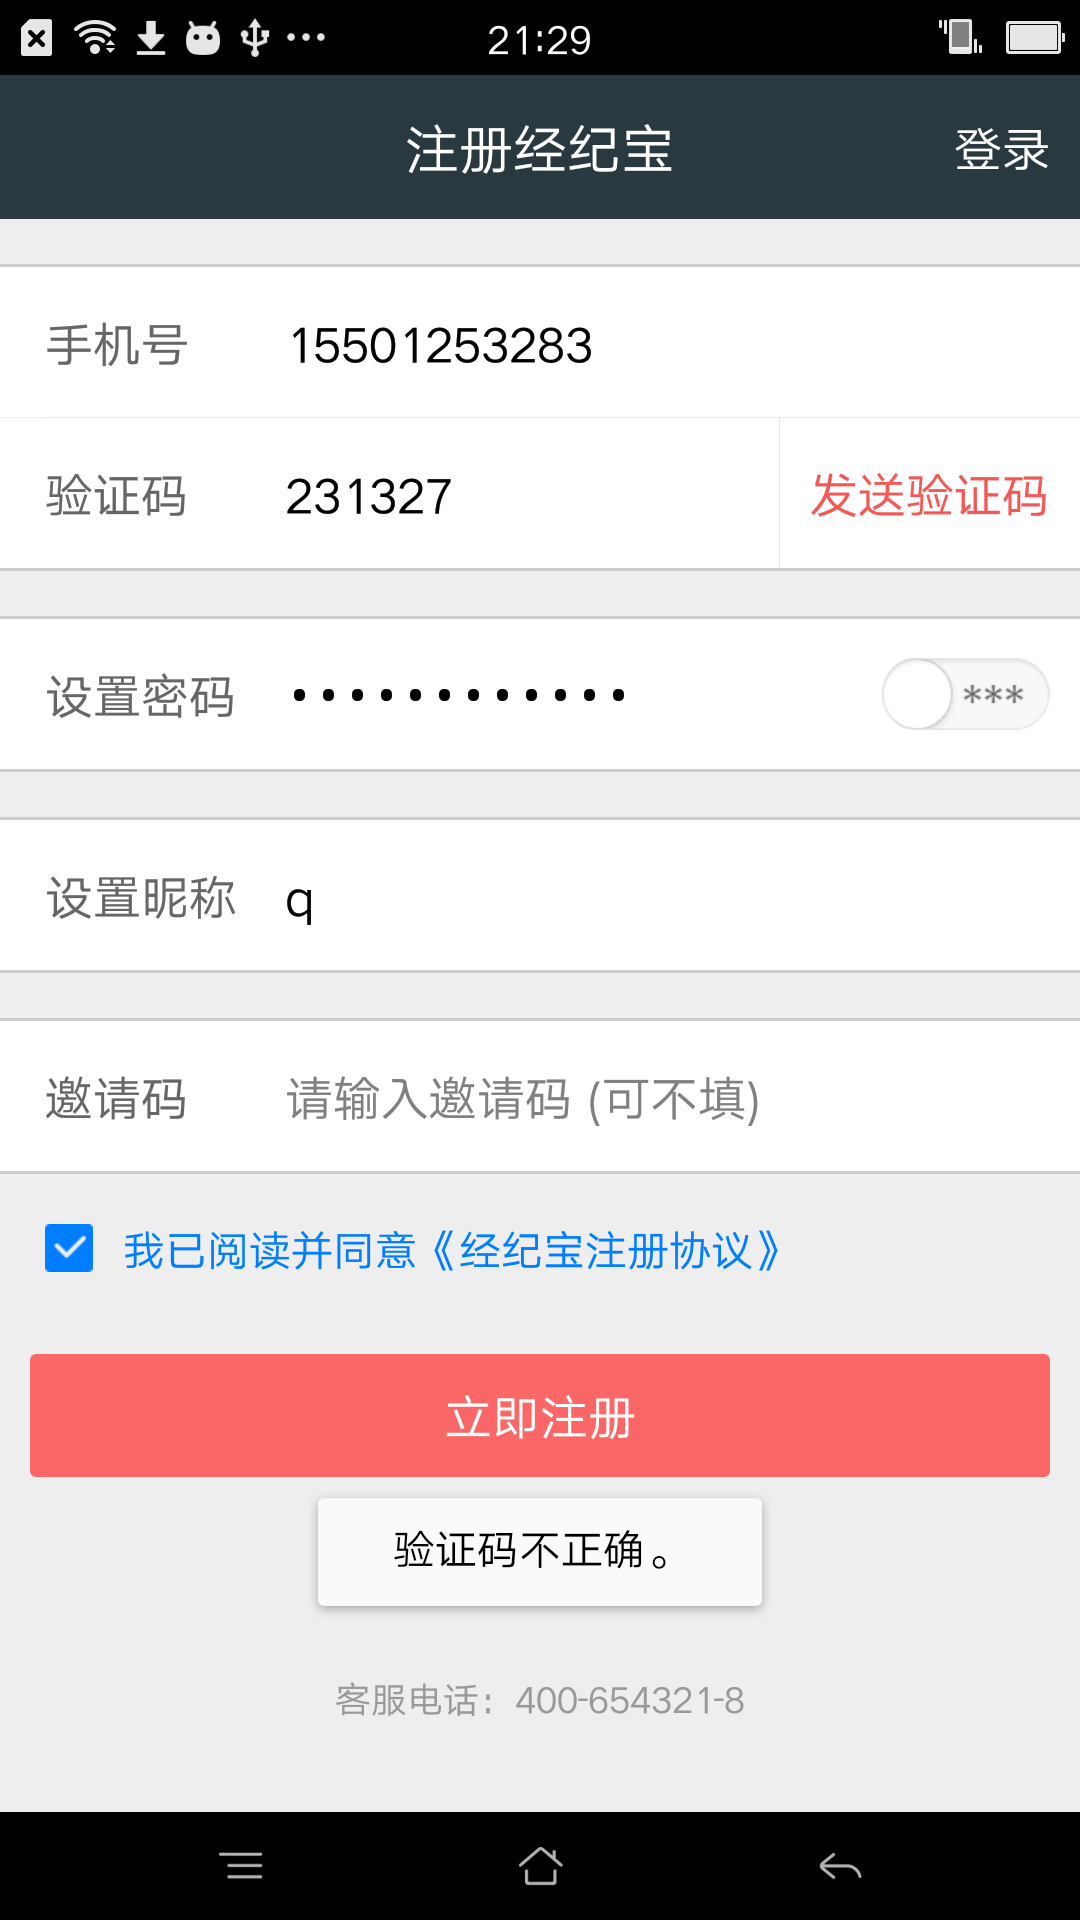 21:29
注册经纪宝
登录
手机号 15501253283
验证码 231327 发送验证码
设置密码 •••••••••••• ***
设置昵称 q
邀请码 请输入邀请码 (可不填)
我已阅读并同意《经纪宝注册协议》
立即注册
验证码不正确。
客服电话：400-654321-8